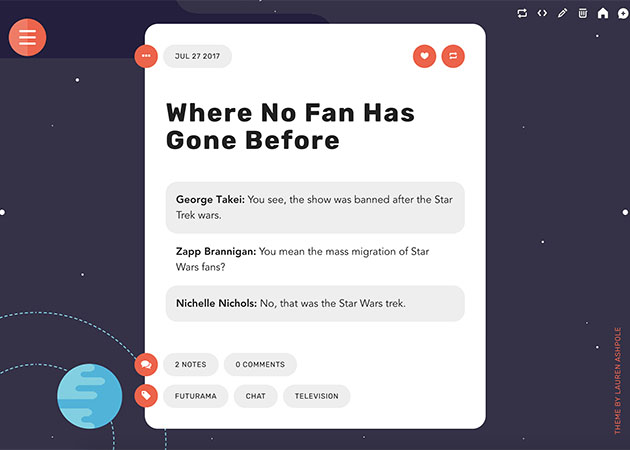 JUL 27 2017
Where No Fan Has
Gone Before
George Takei: You see, the show was banned after the Star
Trek wars.
Zapp Brannigan: You mean the mass migration of Star
Wars fans?
Nichelle Nichols: No, that was the Star Wars trek.
2 NOTES
0 COMMENTS
FUTURAMA
CHAT
TELEVISION
THEME BY LAUREN ASHPOLE